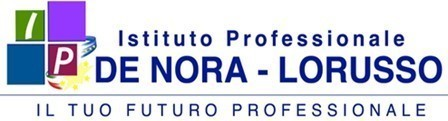 IP
Istituto Professionale
DE NORA - LORUSSO
IL TUO FUTURO PROFESSIONALE